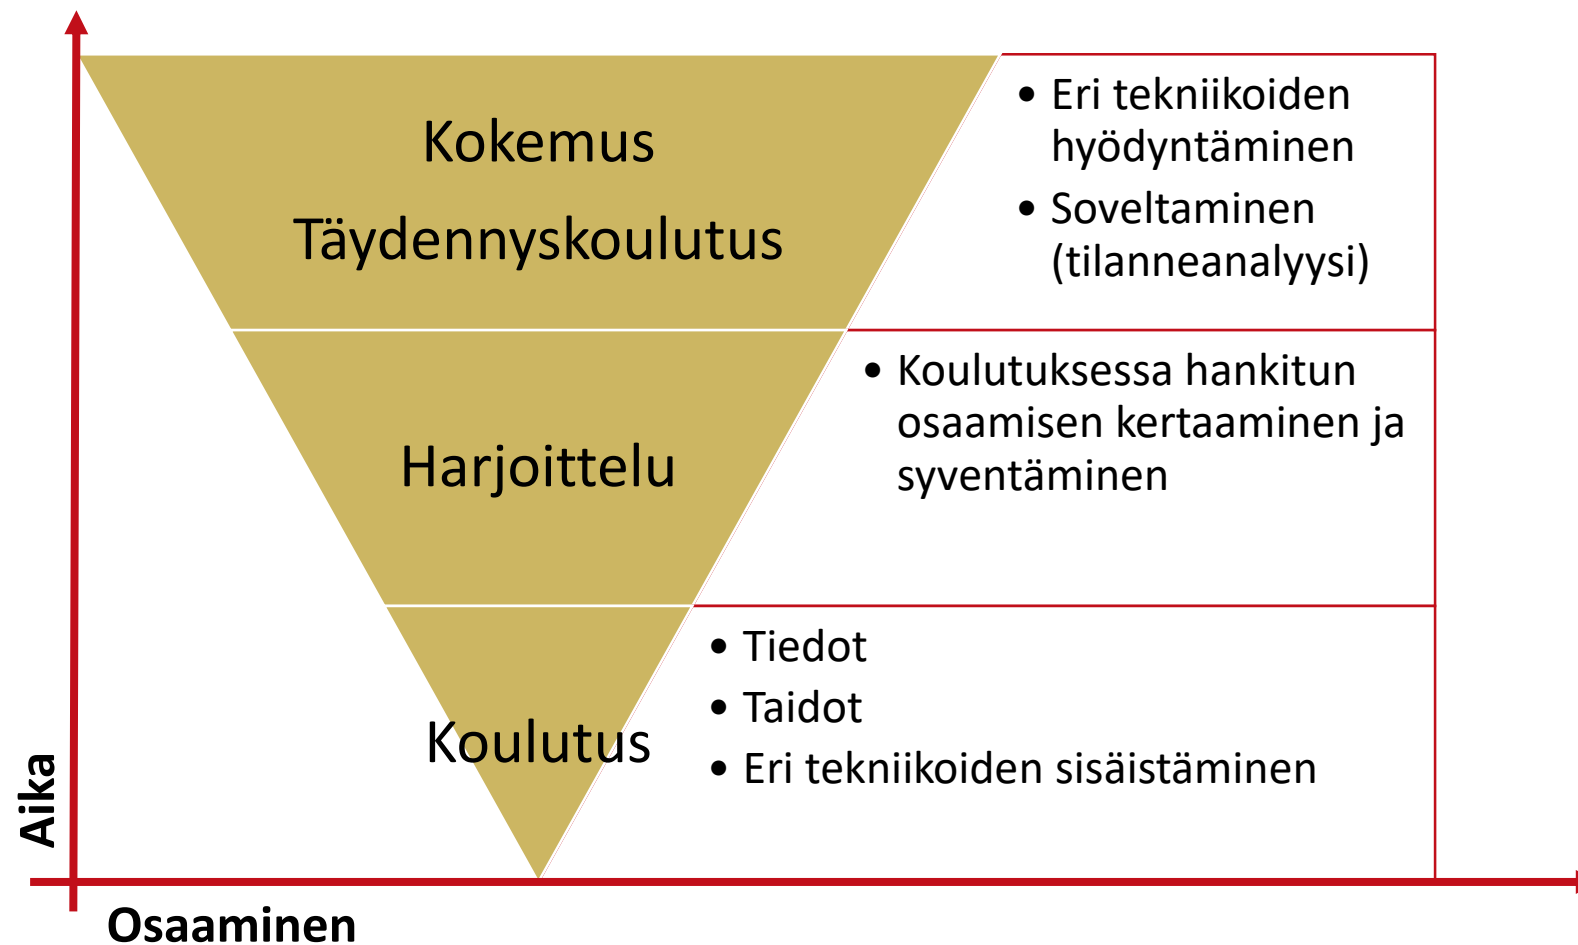 Kokemus
Täydennyskoulutus
• Eri tekniikoiden
hyödyntäminen
• Soveltaminen
(tilanneanalyysi)
Harjoittelu
• Koulutuksessa hankitun
osaamisen kertaaminen ja
syventäminen
Koulutus
• Tiedot
• Taidot
• Eri tekniikoiden sisäistäminen
Aika
Osaaminen